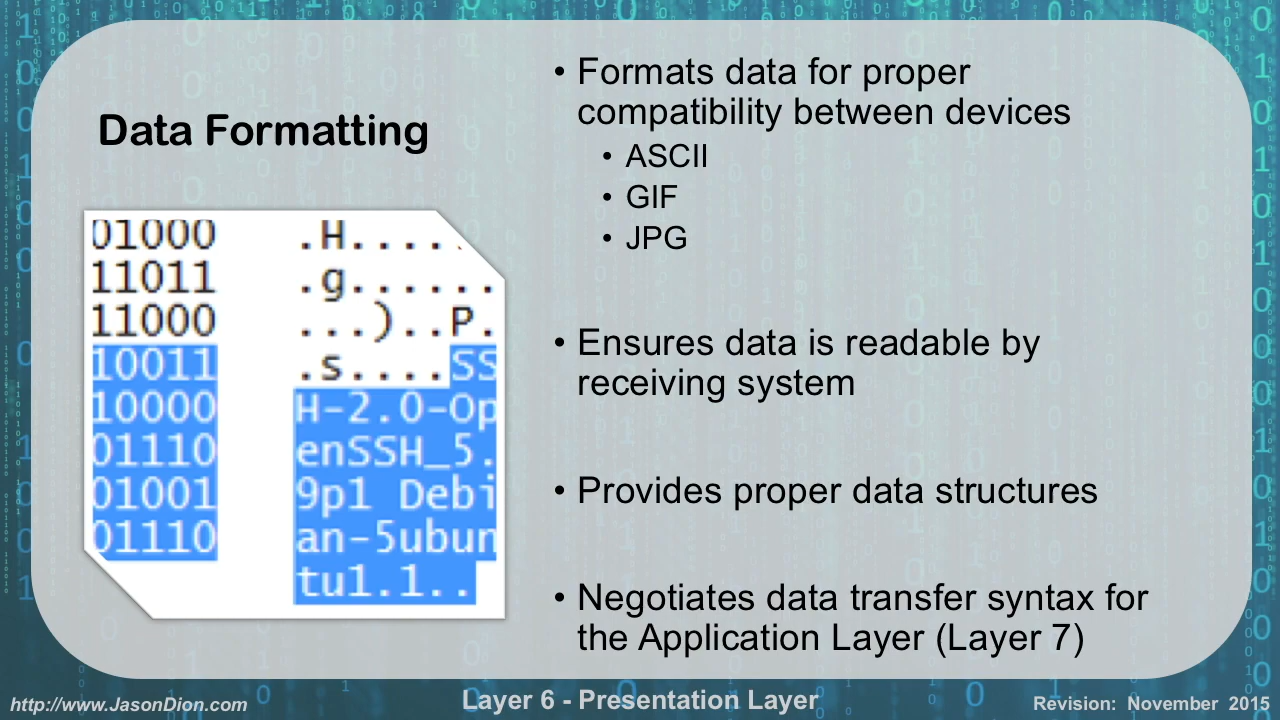 Data Formatting
01000 .H.....
11011 .g......
11000 ...)..P.
10011 .s....SS
10000 H-2.0-Op
01110 enSSH_5.
01001 9p1 Debi
01110 an-5ubun
tu1.1..
• Formats data for proper
compatibility between devices
• ASCII
• GIF
• JPG
• Ensures data is readable by
receiving system
• Provides proper data structures
• Negotiates data transfer syntax for
the Application Layer (Layer 7)
http://www.JasonDion.com
Layer 6 - Presentation Layer
Revision: November 2015